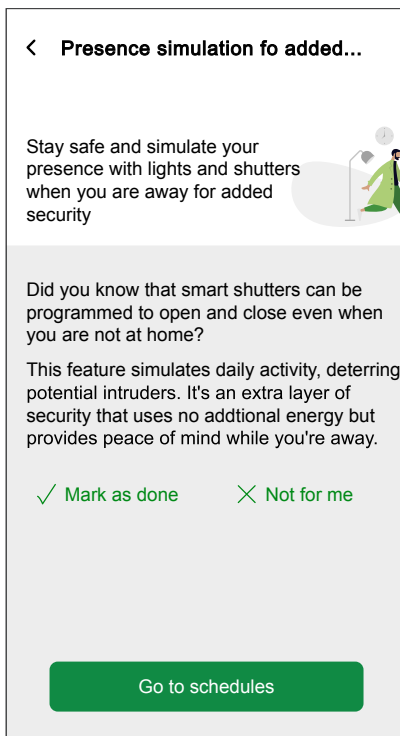 Presence simulation fo added...
Stay safe and simulate your
presence with lights and shutters
when you are away for added
security
Did you know that smart shutters can be
programmed to open and close even when
you are not at home?
This feature simulates daily activity, deterring
potential intruders. It's an extra layer of
security that uses no addtional energy but
provides peace of mind while you're away.
Mark as done
Not for me
Go to schedules